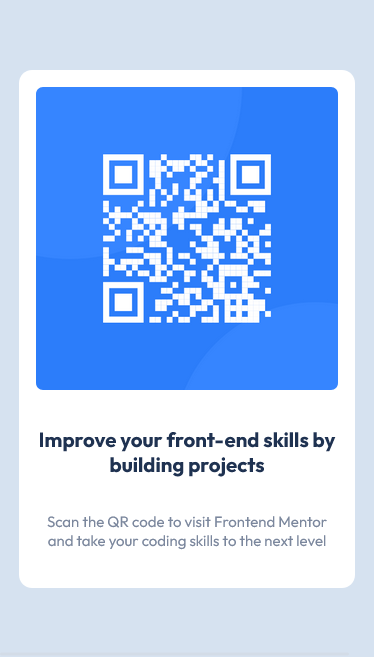 Improve your front-end skills by
building projects
Scan the QR code to visit Frontend Mentor
and take your coding skills to the next level